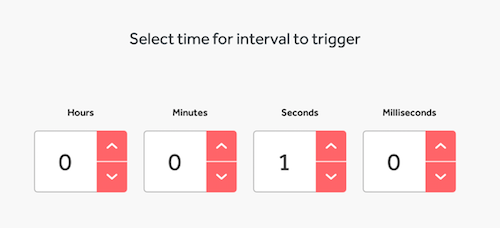 Select time for interval to trigger
Hours Minutes Seconds Milliseconds
0 0 1 0